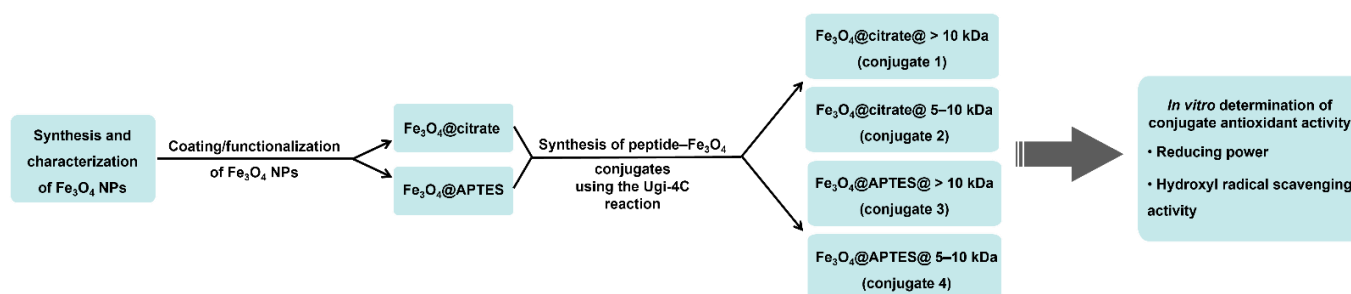 Synthesis and
characterization
of Fe₃O₄ NPs
Coating/functionalization
of Fe₃O₄ NPs
Fe₃O₄@citrate
Fe₃O₄@APTES
Synthesis of peptide–Fe₃O₄
conjugates
using the Ugi-4C
reaction
Fe₃O₄@citrate@ > 10 kDa
(conjugate 1)
Fe₃O₄@citrate@ 5–10 kDa
(conjugate 2)
Fe₃O₄@APTES@ > 10 kDa
(conjugate 3)
Fe₃O₄@APTES@ 5–10 kDa
(conjugate 4)
In vitro determination of
conjugate antioxidant activity
• Reducing power
• Hydroxyl radical scavenging
activity